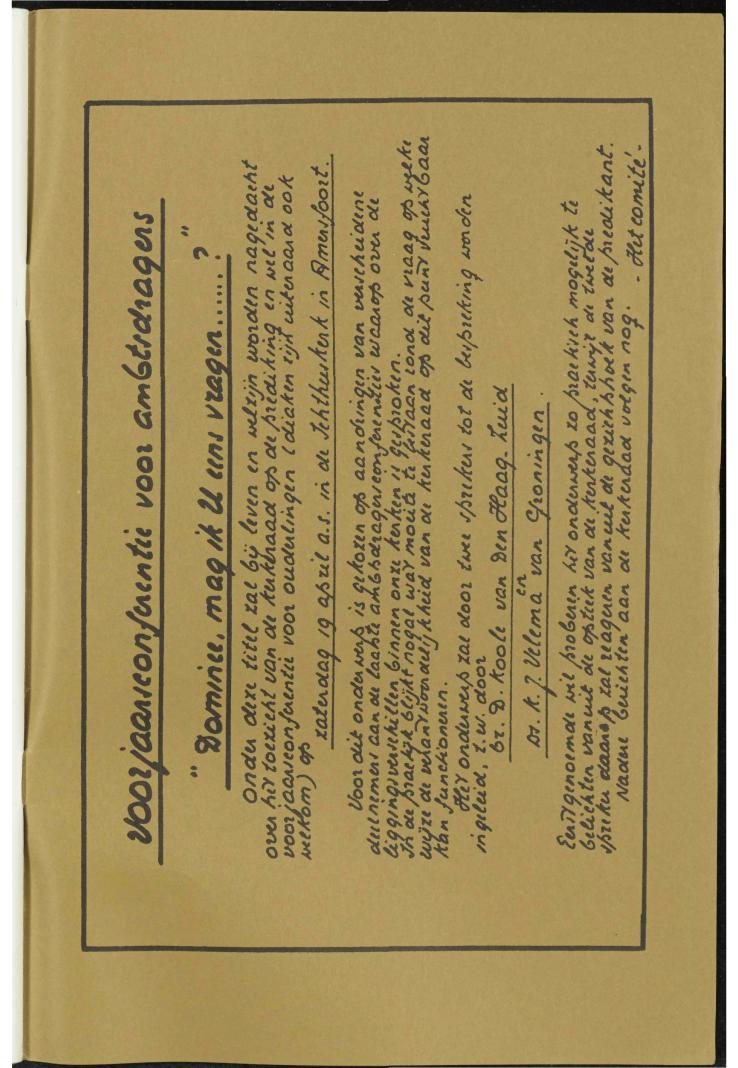 Voorjaarsconferentie voor ambtsdragers
"Dominee, mag ik U eens vragen......?"
Onder deze titel zal bij leven en welzijn worden nagedacht
over het toezicht van de kerkeraad op de prediking en wel in de
voorjaarsconferentie voor ouderlingen (diaken zijn uiteraard ook
welkom) op
zaterdag 19 april a.s. in de Ichthuskerk in Amersfoort.
Voor dit onderwerp is gekozen op aandringen van verscheidene
deelnemers aan de laatste ambtsdragersconferenties waarop over de
liggingsverschillen binnen onze kerken is gesproken.
In de praktijk blijkt nogal wat moeite te bestaan rond de vraag op welke
wijze de verantwoordelijkheid van de kerkeraad op dit punt vruchtbaar
kan functioneren.
Het onderwerp zal door twee sprekers tot de bespreking worden
ingeleid, t.w. door
br. D. Koole van Den Haag-Zuid
en
Dr. K.J. Velema van Groningen.
Eerstgenoemde wil proberen het onderwerp zo praktisch mogelijk te
belichten vanuit de optiek van de kerkeraad, terwijl de tweede
spreker daarop zal reageren vanuit de gezichtshoek van de predikant.
Nadere berichten aan de kerkeraad volgen nog. - Het comité -